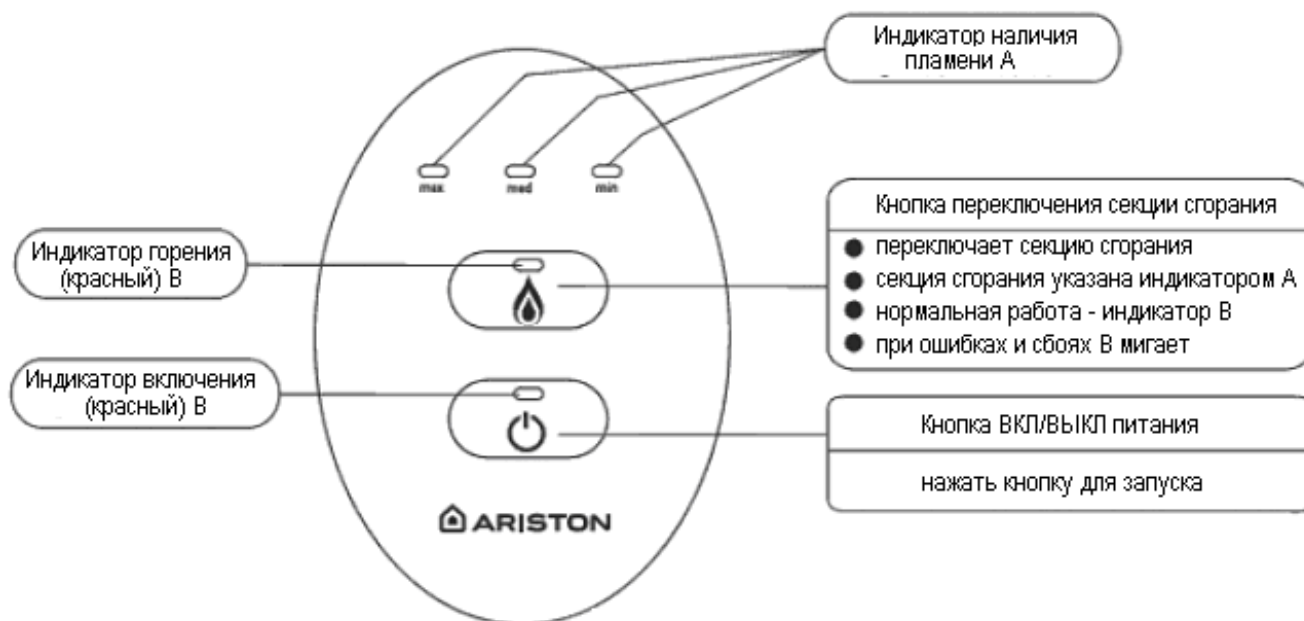 Индикатор наличия
пламени А
max med min
Индикатор горения
(красный) В
Кнопка переключения секции сгорания
переключает секцию сгорания
секция сгорания указана индикатором А
нормальная работа - индикатор В
при ошибках и сбоях В мигает
Индикатор включения
(красный) В
Кнопка ВКЛ/ВЫКЛ питания
нажать кнопку для запуска
ARISTON